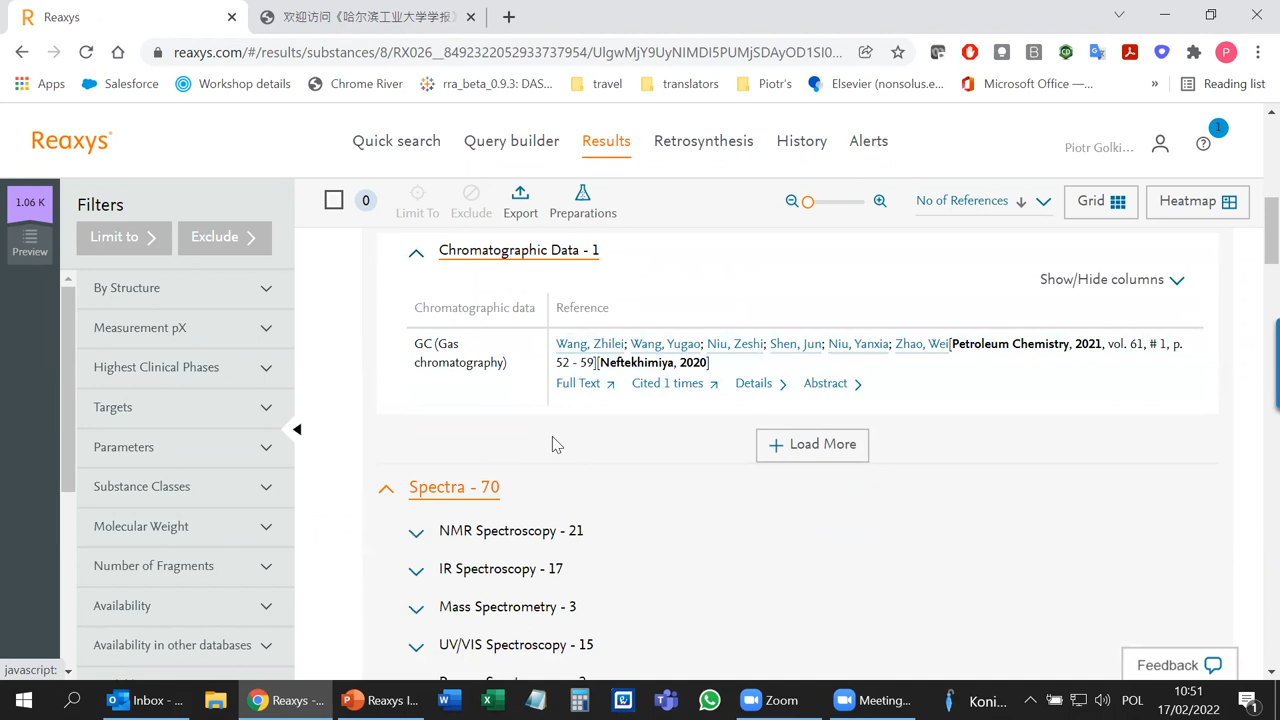 Reaxys
欢迎访问《哈尔滨工业大学学报》
reaxys.com/#/results/substances/8/RX026__8492322052933737954/UlgwMjY9UyNIMDI5PUMjSDAyOD1SI0...
P
Apps
Salesforce
Workshop details
Chrome River
rra_beta_0.9.3: DAS...
travel
translators
Piotr's
Elsevier (nonsolus.e...
Microsoft Office —...
»
Reading list
Reaxys
Quick search
Query builder
Results
Retrosynthesis
History
Alerts
Piotr Golki...
1
1.06 K
Preview
Filters
Limit to
Exclude
0
Limit To
Exclude
Export
Preparations
No of References
Grid
Heatmap
By Structure
Measurement pX
Highest Clinical Phases
Targets
Parameters
Substance Classes
Molecular Weight
Number of Fragments
Availability
Availability in other databases
Chromatographic Data - 1
Show/Hide columns
Chromatographic data
Reference
GC (Gas
chromatography)
Wang, Zhilei; Wang, Yugao; Niu, Zeshi; Shen, Jun; Niu, Yanxia; Zhao, Wei[Petroleum Chemistry, 2021, vol. 61, # 1, p.
52 - 59][Neftekhimiya, 2020]
Full Text
Cited 1 times
Details
Abstract
Load More
Spectra - 70
NMR Spectroscopy - 21
IR Spectroscopy - 17
Mass Spectrometry - 3
UV/VIS Spectroscopy - 15
Feedback
javascript:
Inbox - ...
Reaxys -...
Reaxys I...
Zoom
Meeting...
Koni...
POL
10:51
17/02/2022
1